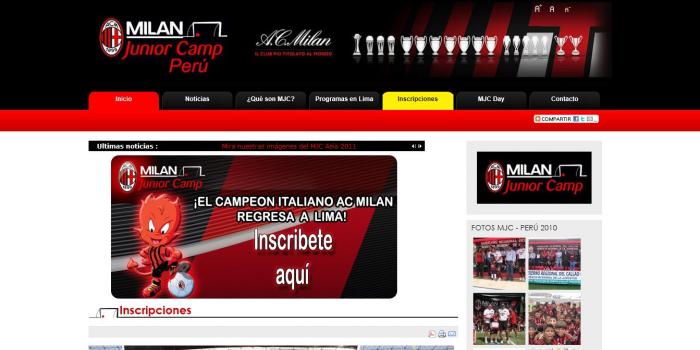 MILAN
Junior Camp
Perú
A.C. Milan
IL CLUB PIÙ TITOLATO AL MONDO
Inicio
Noticias
¿Qué son MJC?
Programas en Lima
Inscripciones
MJC Day
Contacto
COMPARTIR
Ultimas noticias :
Mira nuestras imágenes del MJC Asia 2011
MILAN
Junior Camp
¡EL CAMPEON ITALIANO AC MILAN
REGRESA A LIMA!
Inscribete
aquí
Inscripciones
MILAN
Junior Camp
FOTOS MJC - PERÚ 2010